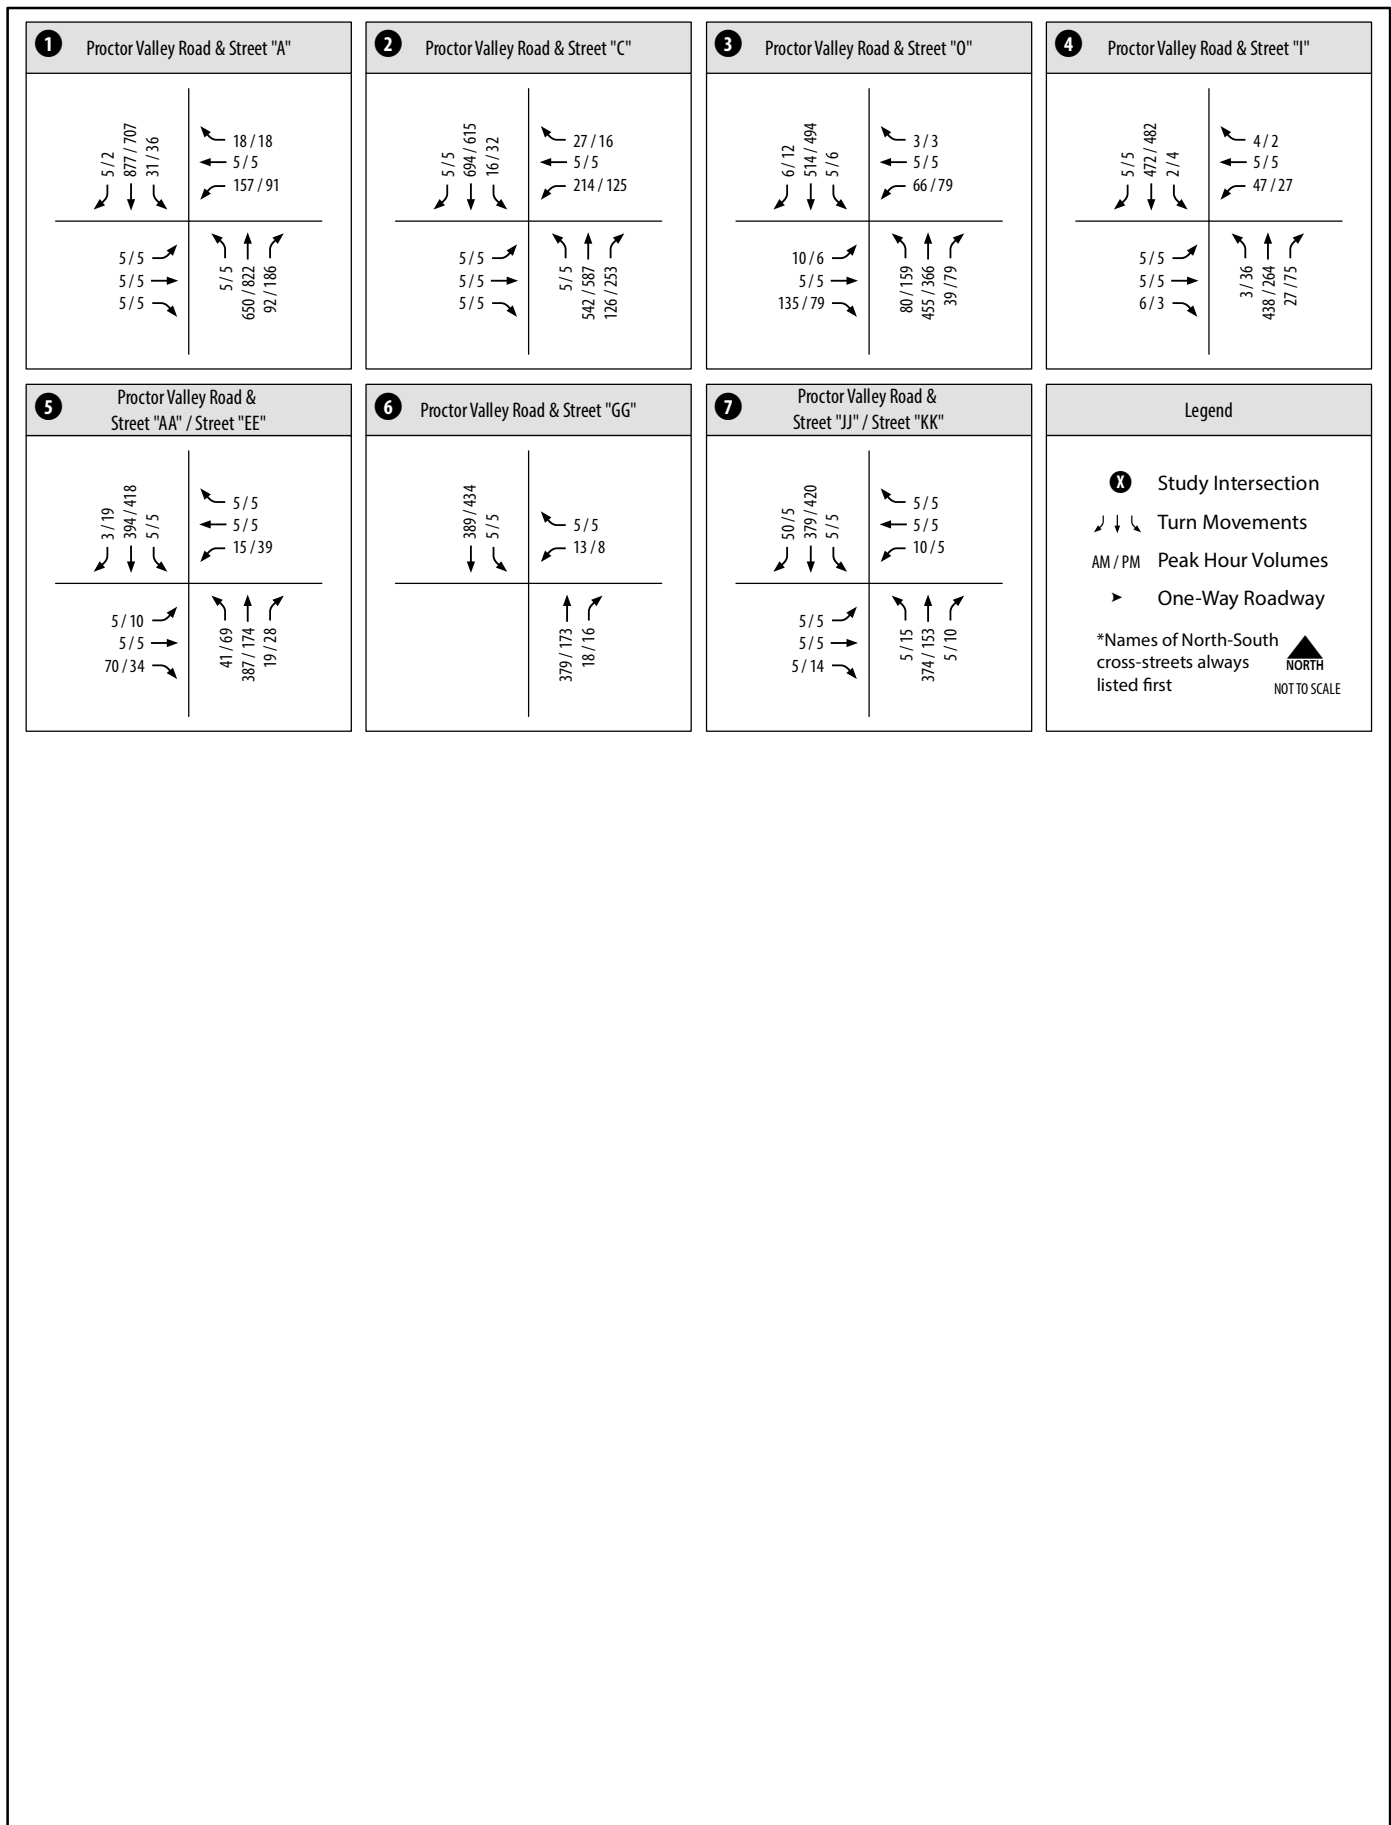 1 Proctor Valley Road & Street "A"
5 / 2
877 / 707
31 / 36
18 / 18
5 / 5
157 / 91
5 / 5
5 / 5
5 / 5
5 / 5
650 / 822
92 / 186
2 Proctor Valley Road & Street "C"
5 / 5
694 / 615
16 / 32
27 / 16
5 / 5
214 / 125
5 / 5
5 / 5
5 / 5
5 / 5
542 / 587
126 / 253
3 Proctor Valley Road & Street "O"
6 / 12
514 / 494
5 / 6
3 / 3
5 / 5
66 / 79
10 / 6
5 / 5
135 / 79
80 / 159
455 / 366
39 / 79
4 Proctor Valley Road & Street "I"
5 / 5
472 / 482
2 / 4
4 / 2
5 / 5
47 / 27
5 / 5
5 / 5
6 / 3
3 / 36
438 / 264
27 / 75
5 Proctor Valley Road &
Street "AA" / Street "EE"
3 / 19
394 / 418
5 / 5
5 / 5
5 / 5
15 / 39
5 / 10
5 / 5
70 / 34
41 / 69
387 / 174
19 / 28
6 Proctor Valley Road & Street "GG"
389 / 434
5 / 5
5 / 5
13 / 8
379 / 173
18 / 16
7 Proctor Valley Road &
Street "JJ" / Street "KK"
50 / 5
379 / 420
5 / 5
5 / 5
5 / 5
10 / 5
5 / 5
5 / 5
5 / 14
5 / 15
374 / 153
5 / 10
Legend
X Study Intersection
Turn Movements
AM / PM Peak Hour Volumes
One-Way Roadway
*Names of North-South
cross-streets always
listed first
NORTH
NOT TO SCALE